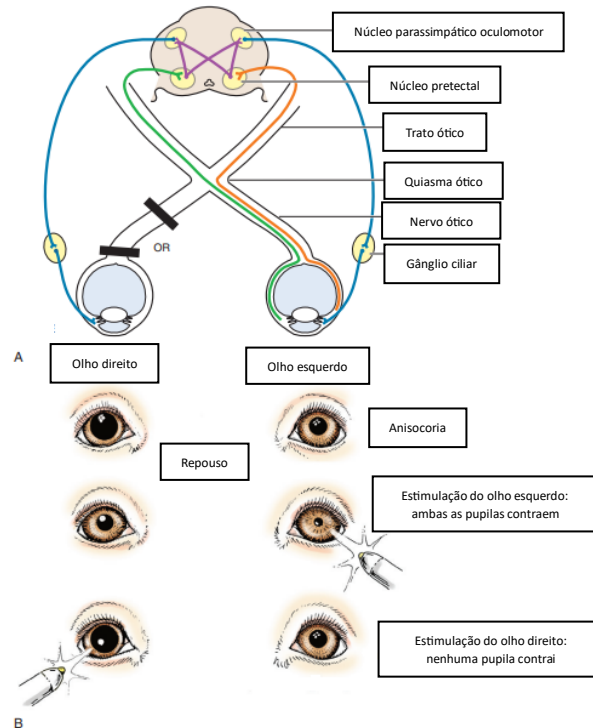 Núcleo parassimpático oculomotor
Núcleo pretectal
Trato ótico
Quiasma ótico
Nervo ótico
OR
Gânglio ciliar
A
Olho direito
Olho esquerdo
Anisocoria
Repouso
Estimulação do olho esquerdo:
ambas as pupilas contraem
Estimulação do olho direito:
nenhuma pupila contrai
B